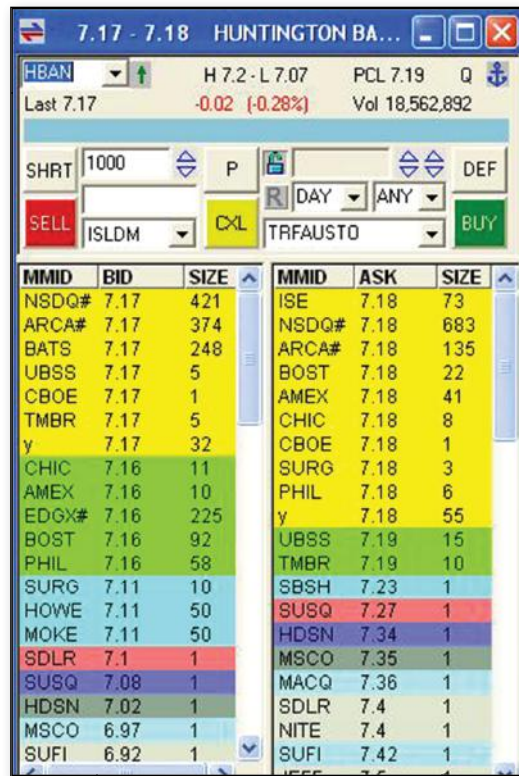 7.17 - 7.18 HUNTINGTON BA...
HBAN H 7.2 - L 7.07 PCL 7.19 Q
Last 7.17 -0.02 (-0.28%) Vol 18,562,892
SHRT 1000 P DEF
R DAY ANY
SELL ISLDM CXL TRFAUSTO BUY
MMID BID SIZE MMID ASK SIZE
NSDQ# 7.17 421 ISE 7.18 73
ARCA# 7.17 374 NSDQ# 7.18 683
BATS 7.17 248 ARCA# 7.18 135
UBSS 7.17 5 BOST 7.18 22
CBOE 7.17 1 AMEX 7.18 41
TMBR 7.17 5 CHIC 7.18 8
y 7.17 32 CBOE 7.18 1
CHIC 7.16 11 SURG 7.18 3
AMEX 7.16 10 PHIL 7.18 6
EDGX# 7.16 225 y 7.18 55
BOST 7.16 92 UBSS 7.19 15
PHIL 7.16 58 TMBR 7.19 10
SURG 7.11 10 SBSH 7.23 1
HOWE 7.11 50 SUSQ 7.27 1
MOKE 7.11 50 HDSN 7.34 1
SDLR 7.1 1 MSCO 7.35 1
SUSQ 7.08 1 MACQ 7.36 1
HDSN 7.02 1 SDLR 7.4 1
MSCO 6.97 1 NITE 7.4 1
SUFI 6.92 1 SUFI 7.42 1